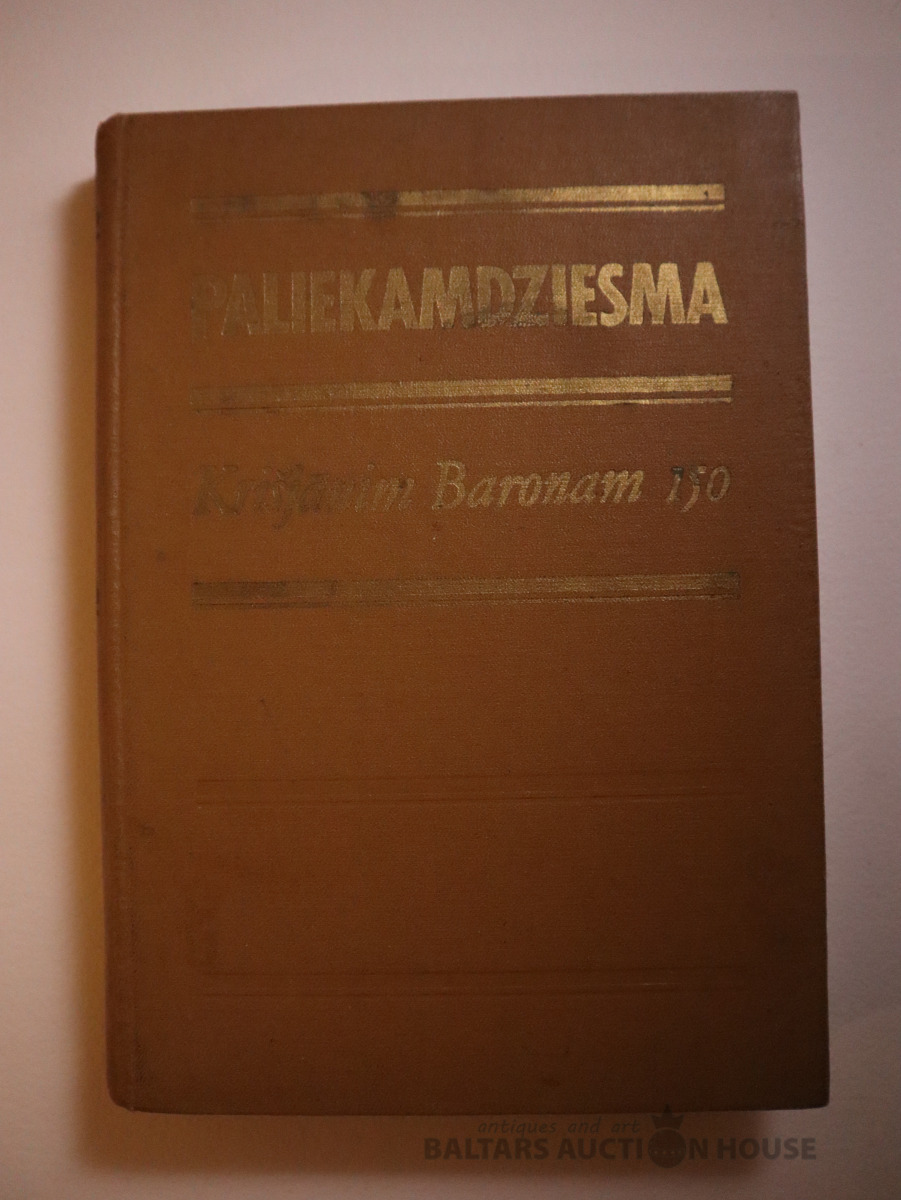 PALIEKAMDZIESMA
Krišjānim Baronam 150
antiques and art
BALTARS AUCTION HOUSE